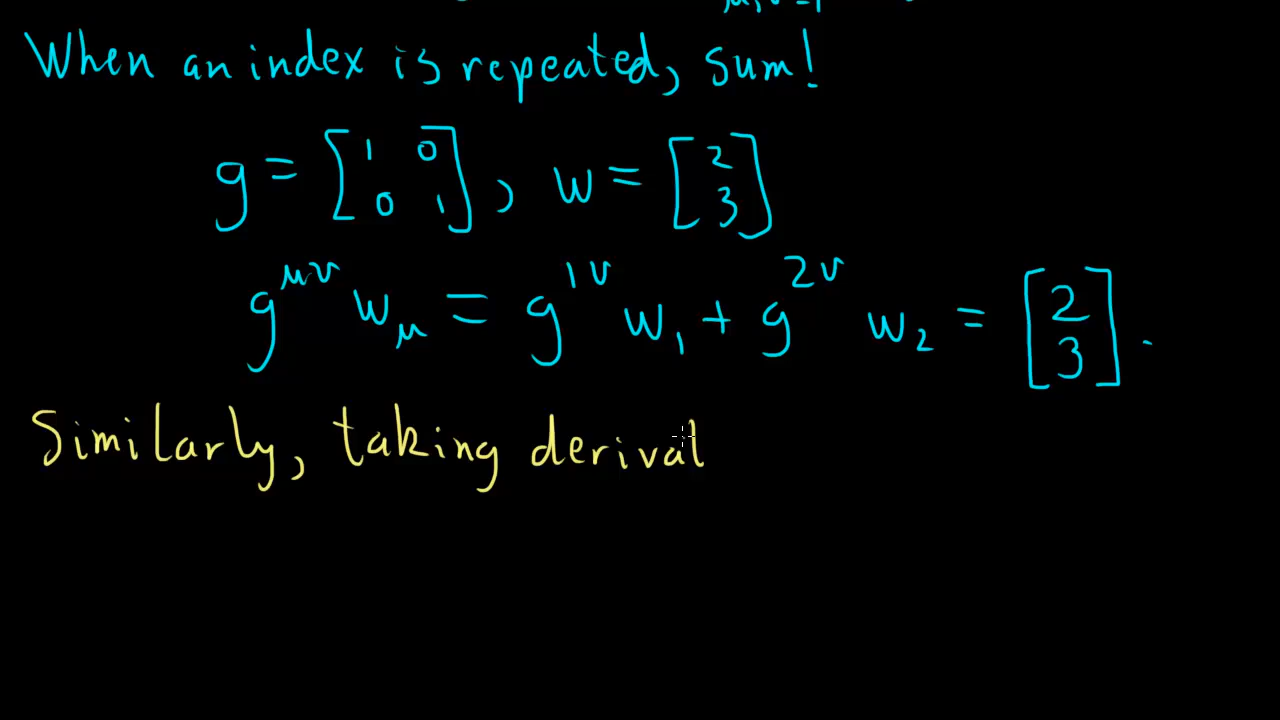 When an index is repeated, sum!
g = [1 0 0 1], w = [2 3]
g^{μν} w_μ = g^{1ν} w_1 + g^{2ν} w_2 = [2 3].
Similarly, taking derivat